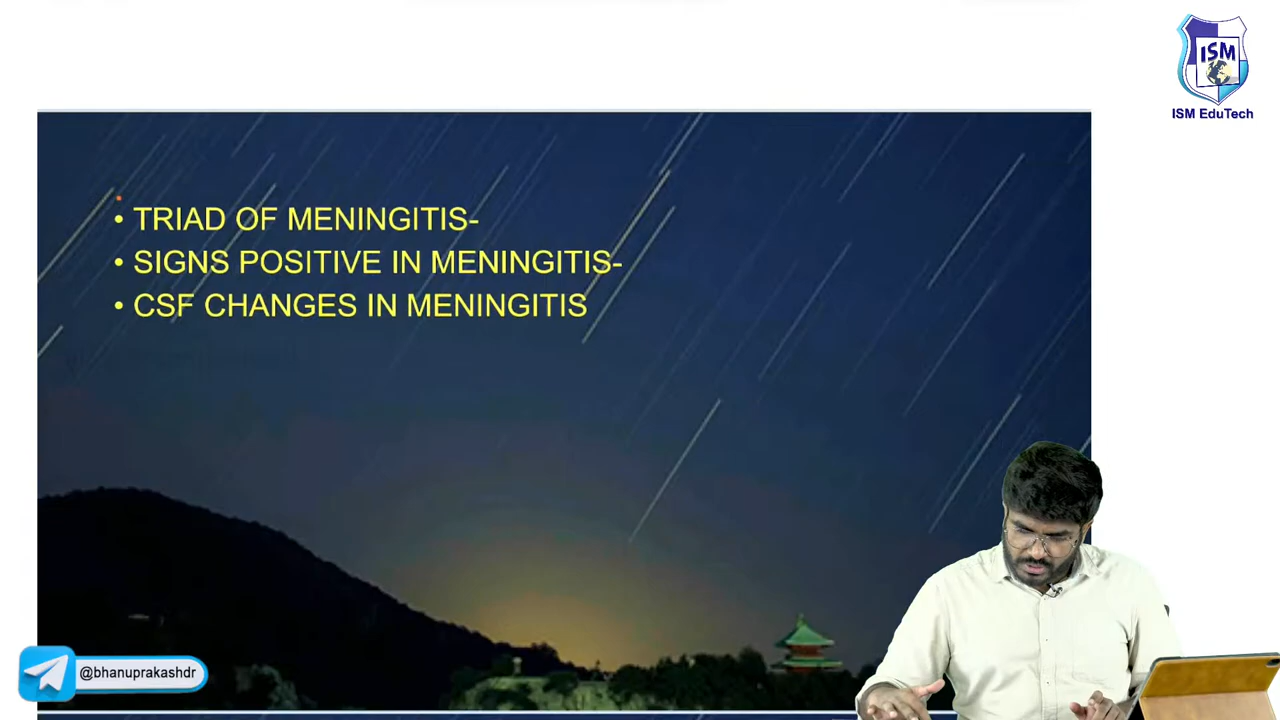 ISM
ISM EduTech
• TRIAD OF MENINGITIS-
• SIGNS POSITIVE IN MENINGITIS-
• CSF CHANGES IN MENINGITIS
@bhanuprakashdr